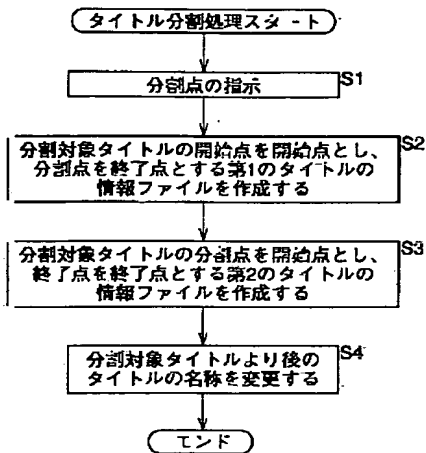 タイトル分割処理スタート
分割点の指示
S1
S2
分割対象タイトルの開始点を開始点とし、
分割点を終了点とする第1のタイトルの
情報ファイルを作成する
S3
分割対象タイトルの分割点を開始点とし、
終了点を終了点とする第2のタイトルの
情報ファイルを作成する
S4
分割対象タイトルより後の
タイトルの名称を変更する
エンド